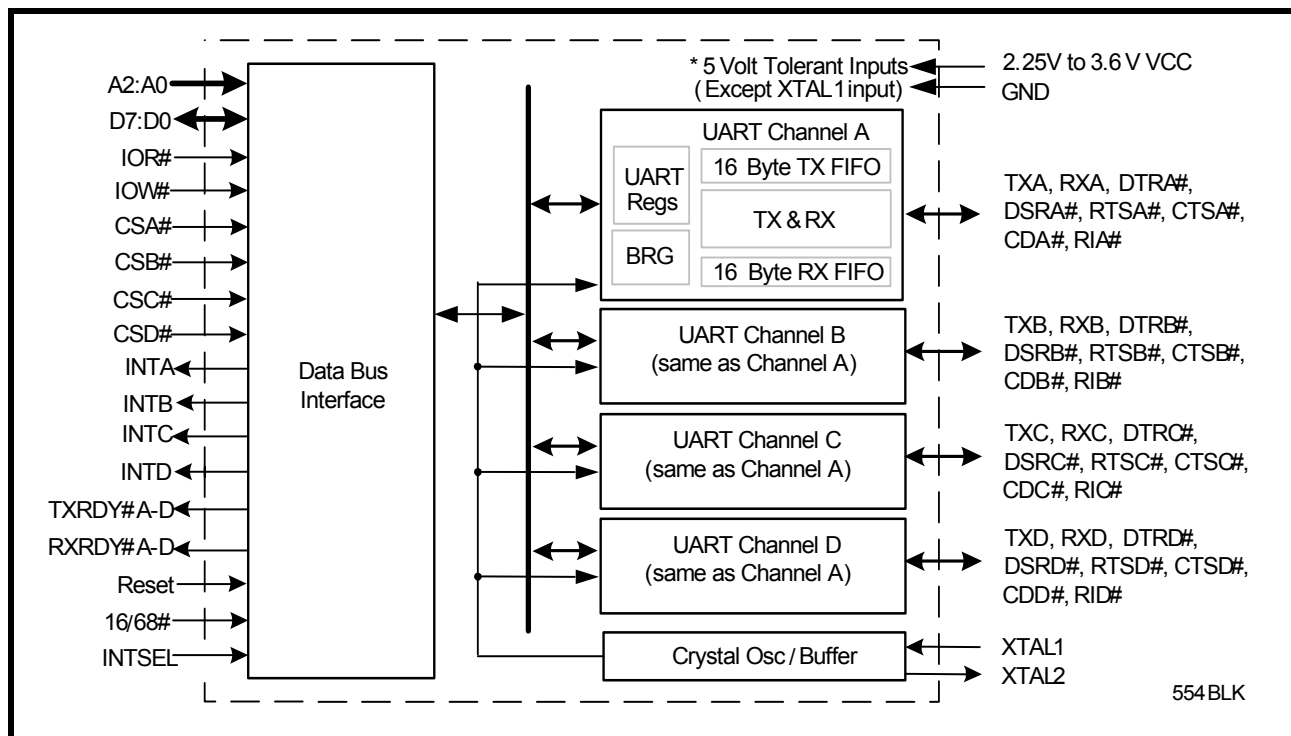 A2:A0
D7:D0
IOR#
IOW#
CSA#
CSB#
CSC#
CSD#
INTA
INTB
INTC
INTD
TXRDY# A-D
RXRDY# A-D
Reset
16/68#
INTSEL
Data Bus
Interface
* 5 Volt Tolerant Inputs
(Except XTAL1 input)
2.25V to 3.6 V VCC
GND
UART Channel A
UART
Regs
BRG
16 Byte TX FIFO
TX & RX
16 Byte RX FIFO
TXA, RXA, DTRA#,
DSRA#, RTSA#, CTSA#,
CDA#, RIA#
UART Channel B
(same as Channel A)
TXB, RXB, DTRB#,
DSRB#, RTSB#, CTSB#,
CDB#, RIB#
UART Channel C
(same as Channel A)
TXC, RXC, DTRC#,
DSRC#, RTSC#, CTSC#,
CDC#, RIC#
UART Channel D
(same as Channel A)
TXD, RXD, DTRD#,
DSRD#, RTSD#, CTSD#,
CDD#, RID#
Crystal Osc / Buffer
XTAL1
XTAL2
554 BLK